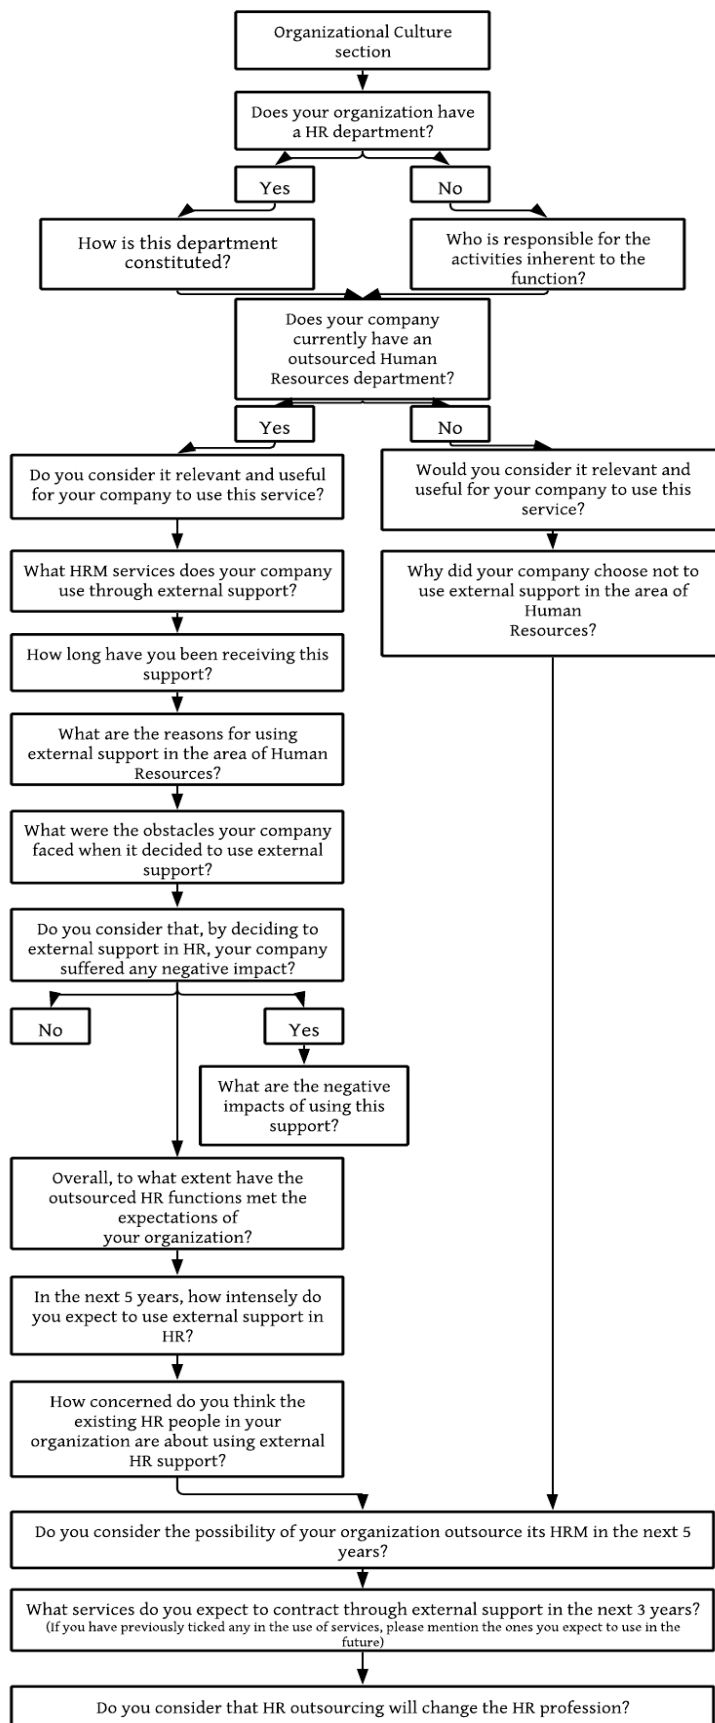 Organizational Culture
section
Does your organization have
a HR department?
Yes
No
How is this department
constituted?
Who is responsible for the
activities inherent to the
function?
Does your company
currently have an
outsourced Human
Resources department?
Yes
No
Do you consider it relevant and useful
for your company to use this service?
Would you consider it relevant and
useful for your company to use this
service?
What HRM services does your company
use through external support?
Why did your company choose not to
use external support in the area of
Human
Resources?
How long have you been receiving this
support?
What are the reasons for using
external support in the area of Human
Resources?
What were the obstacles your company
faced when it decided to use external
support?
Do you consider that, by deciding to
external support in HR, your company
suffered any negative impact?
No
Yes
What are the negative
impacts of using this
support?
Overall, to what extent have the
outsourced HR functions met the
expectations of
your organization?
In the next 5 years, how intensely do
you expect to use external support in
HR?
How concerned do you think the
existing HR people in your
organization are about using external
HR support?
Do you consider the possibility of your organization outsource its HRM in the next 5
years?
What services do you expect to contract through external support in the next 3 years?
(If you have previously ticked any in the use of services, please mention the ones you expect to use in the
future)
Do you consider that HR outsourcing will change the HR profession?